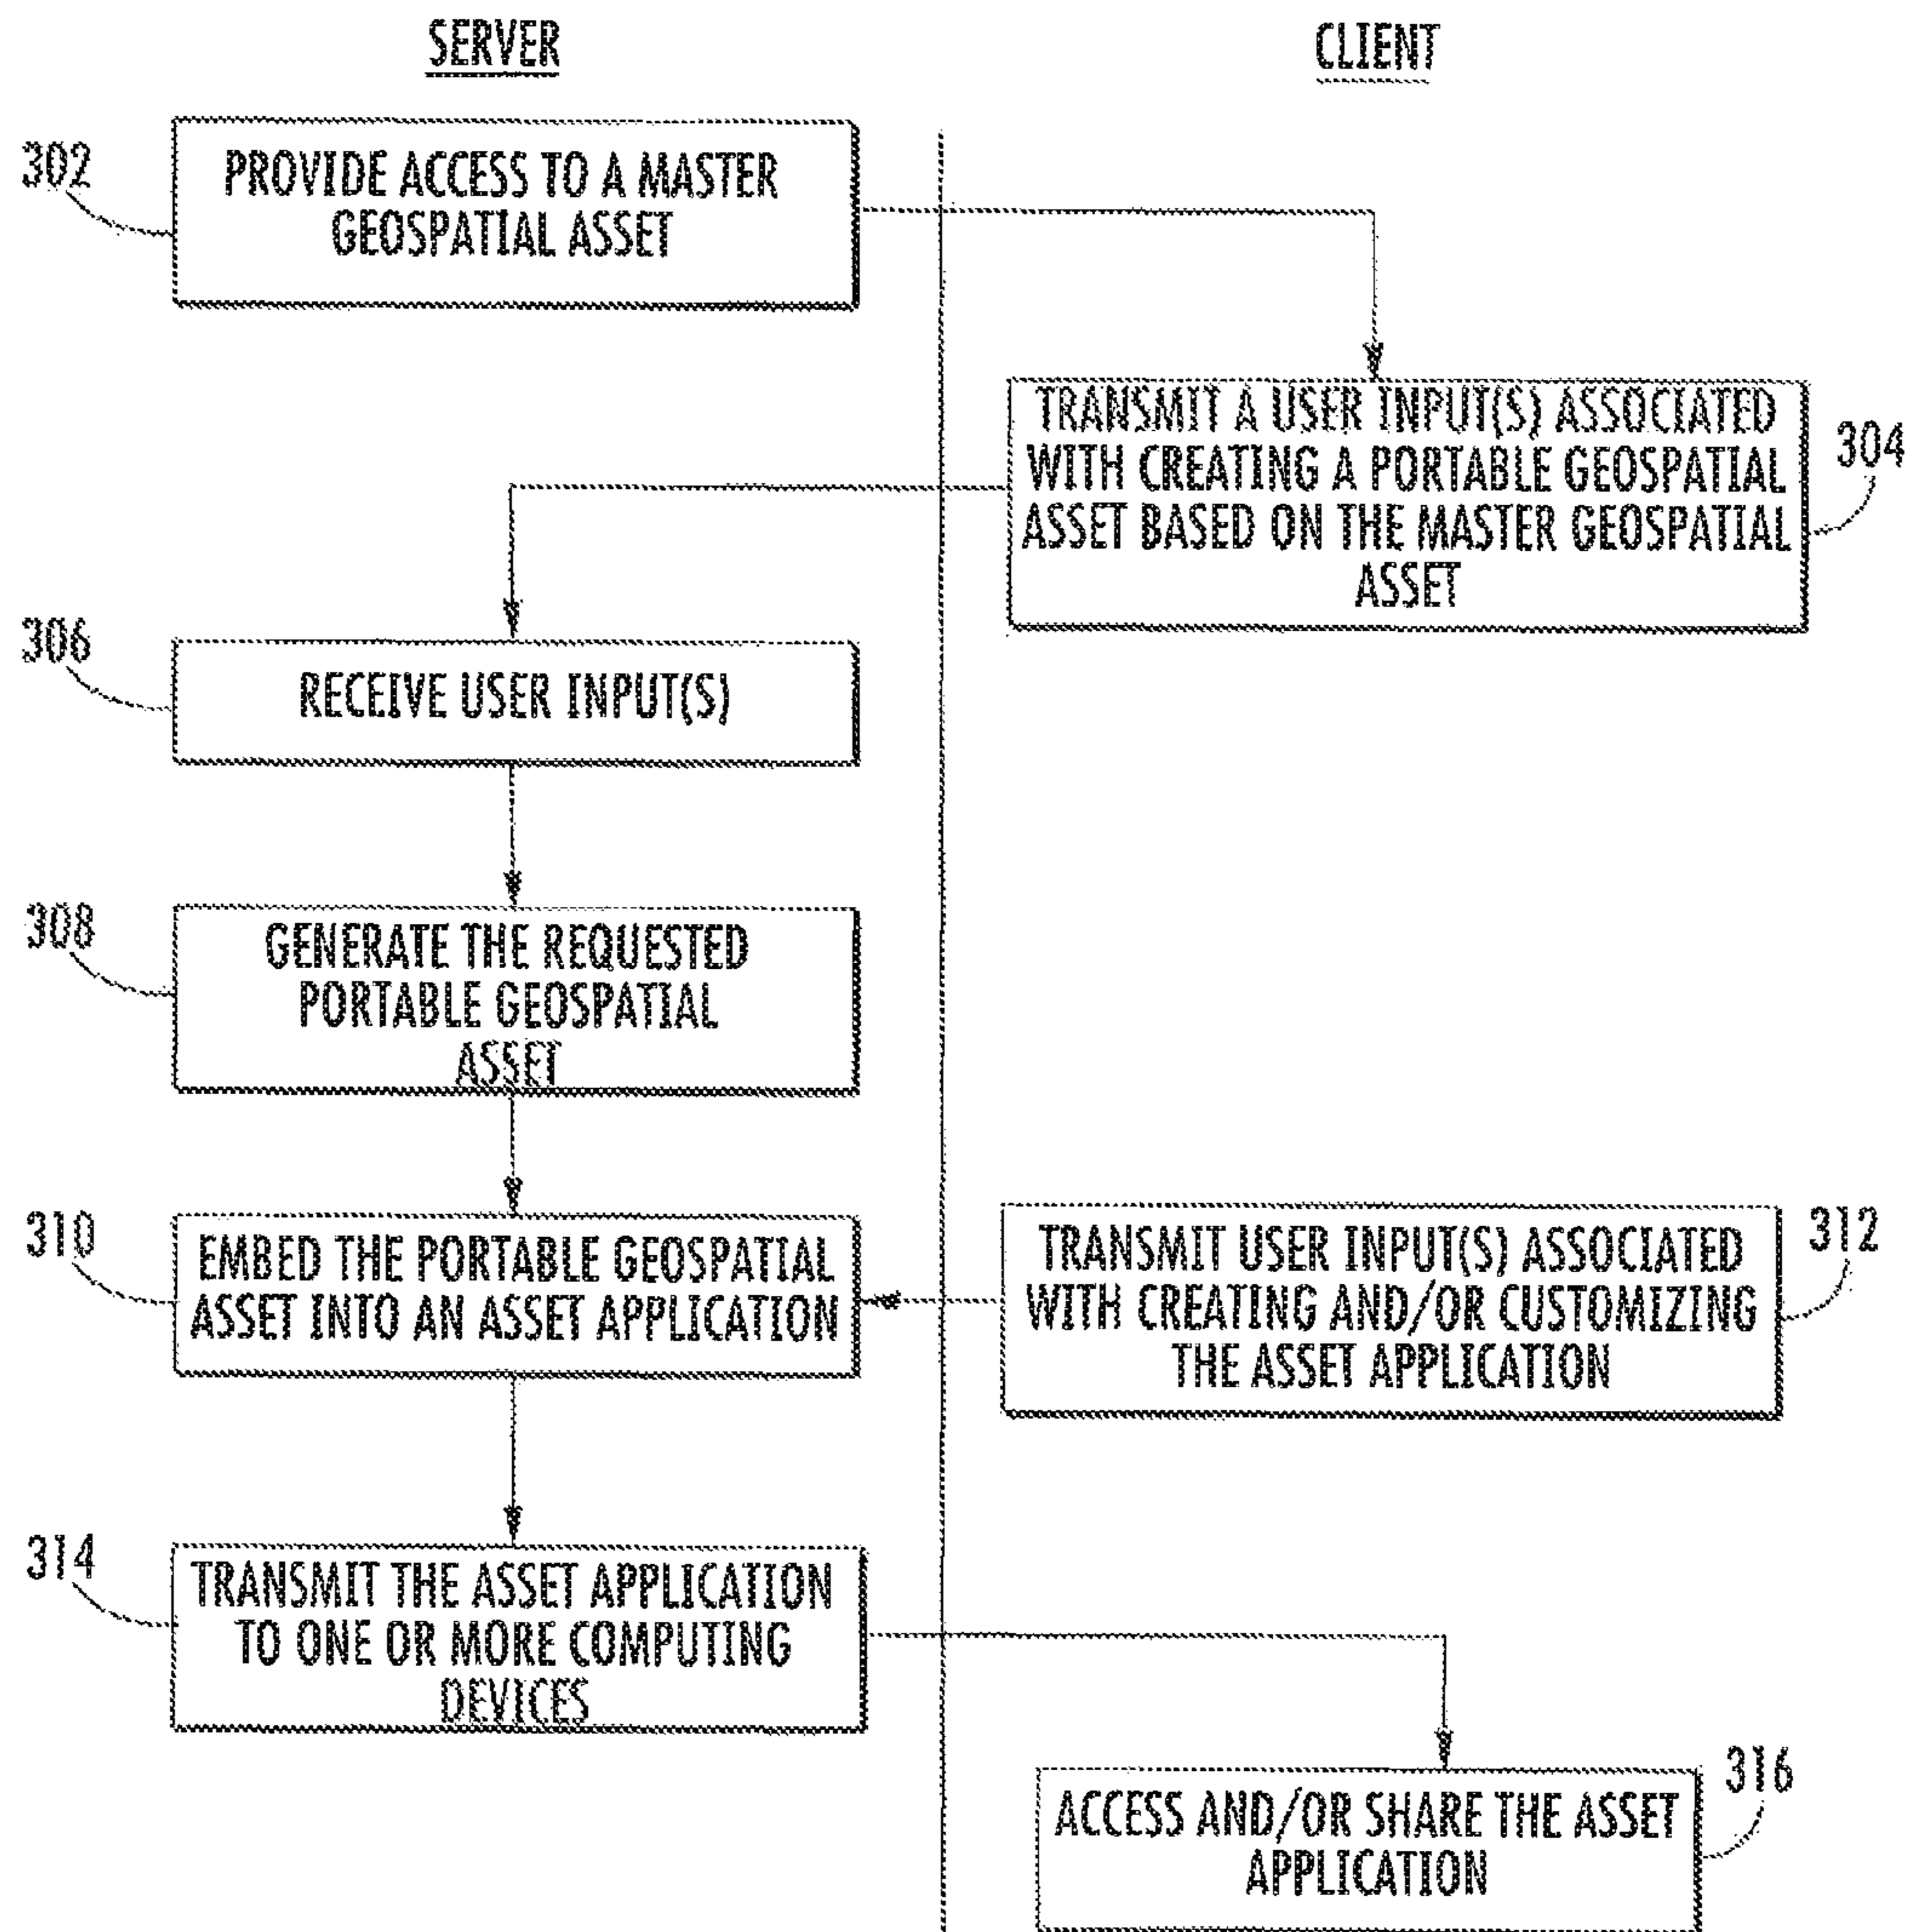 SERVER
CLIENT
302
PROVIDE ACCESS TO A MASTER
GEOSPATIAL ASSET
TRANSMIT A USER INPUT(S) ASSOCIATED
WITH CREATING A PORTABLE GEOSPATIAL
ASSET BASED ON THE MASTER GEOSPATIAL
ASSET
304
306
RECEIVE USER INPUT(S)
308
GENERATE THE REQUESTED
PORTABLE GEOSPATIAL
ASSET
310
EMBED THE PORTABLE GEOSPATIAL
ASSET INTO AN ASSET APPLICATION
TRANSMIT USER INPUT(S) ASSOCIATED
WITH CREATING AND/OR CUSTOMIZING
THE ASSET APPLICATION
312
314
TRANSMIT THE ASSET APPLICATION
TO ONE OR MORE COMPUTING
DEVICES
ACCESS AND/OR SHARE THE ASSET
APPLICATION
316